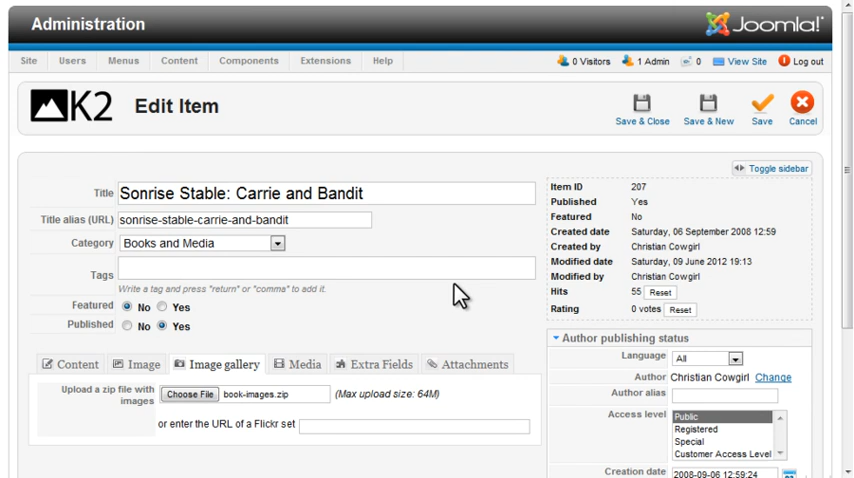 Administration
Joomla!
Site Users Menus Content Components Extensions Help
0 Visitors 1 Admin 0 View Site Log out
K2 Edit Item
Save & Close Save & New Save Cancel
Toggle sidebar
Title Sonrise Stable: Carrie and Bandit
Title alias (URL) sonrise-stable-carrie-and-bandit
Category Books and Media
Tags
Write a tag and press "return" or "comma" to add it.
Featured No Yes
Published No Yes
Content Image Image gallery Media Extra Fields Attachments
Upload a zip file with
images
Choose File book-images.zip (Max upload size: 64M)
or enter the URL of a Flickr set
Item ID 207
Published Yes
Featured No
Created date Saturday, 06 September 2008 12:59
Created by Christian Cowgirl
Modified date Saturday, 09 June 2012 19:13
Modified by Christian Cowgirl
Hits 55 Reset
Rating 0 votes Reset
Author publishing status
Language All
Author Christian Cowgirl Change
Author alias
Access level Public
Registered
Special
Customer Access Level
Creation date 2008-09-06 12:59:24